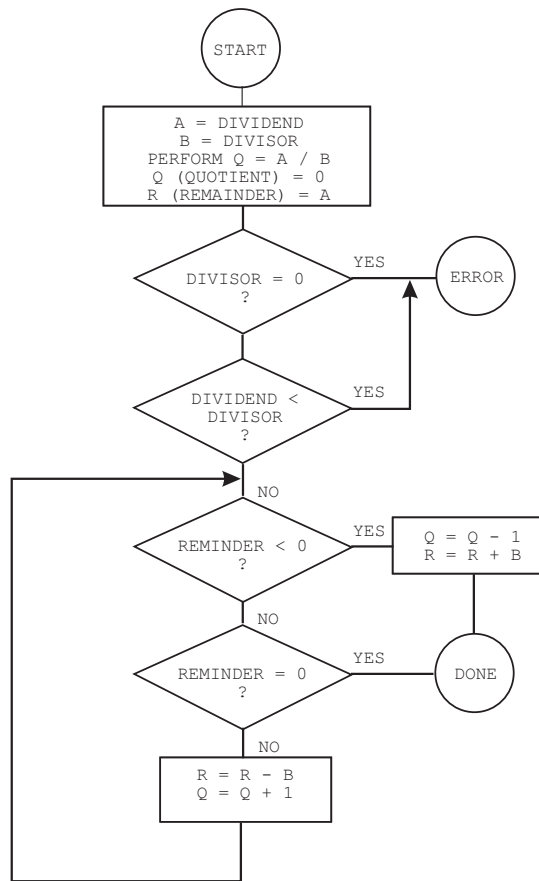 START
A = DIVIDEND
B = DIVISOR
PERFORM Q = A / B
Q (QUOTIENT) = 0
R (REMAINDER) = A
DIVISOR = 0
?
YES
ERROR
DIVIDEND <
DIVISOR
?
YES
NO
REMINDER < 0
?
YES
Q = Q - 1
R = R + B
NO
REMINDER = 0
?
YES
DONE
NO
R = R - B
Q = Q + 1